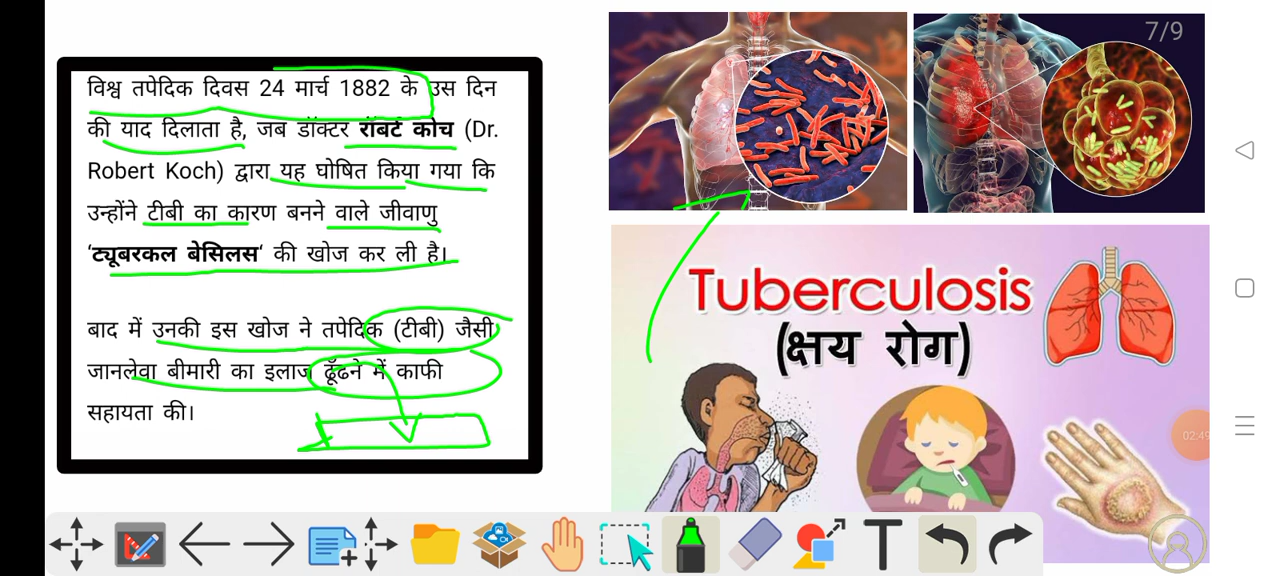 विश्व तपेदिक दिवस 24 मार्च 1882 के उस दिन
की याद दिलाता है, जब डॉक्टर रॉबर्ट कोच (Dr.
Robert Koch) द्वारा यह घोषित किया गया कि
उन्होंने टीबी का कारण बनने वाले जीवाणु
‘ट्यूबरकल बेसिलस‘ की खोज कर ली है।
बाद में उनकी इस खोज ने तपेदिक (टीबी) जैसी
जानलेवा बीमारी का इलाज ढूँढने में काफी
सहायता की।
7/9
Tuberculosis
(क्षय रोग)
02:49
T